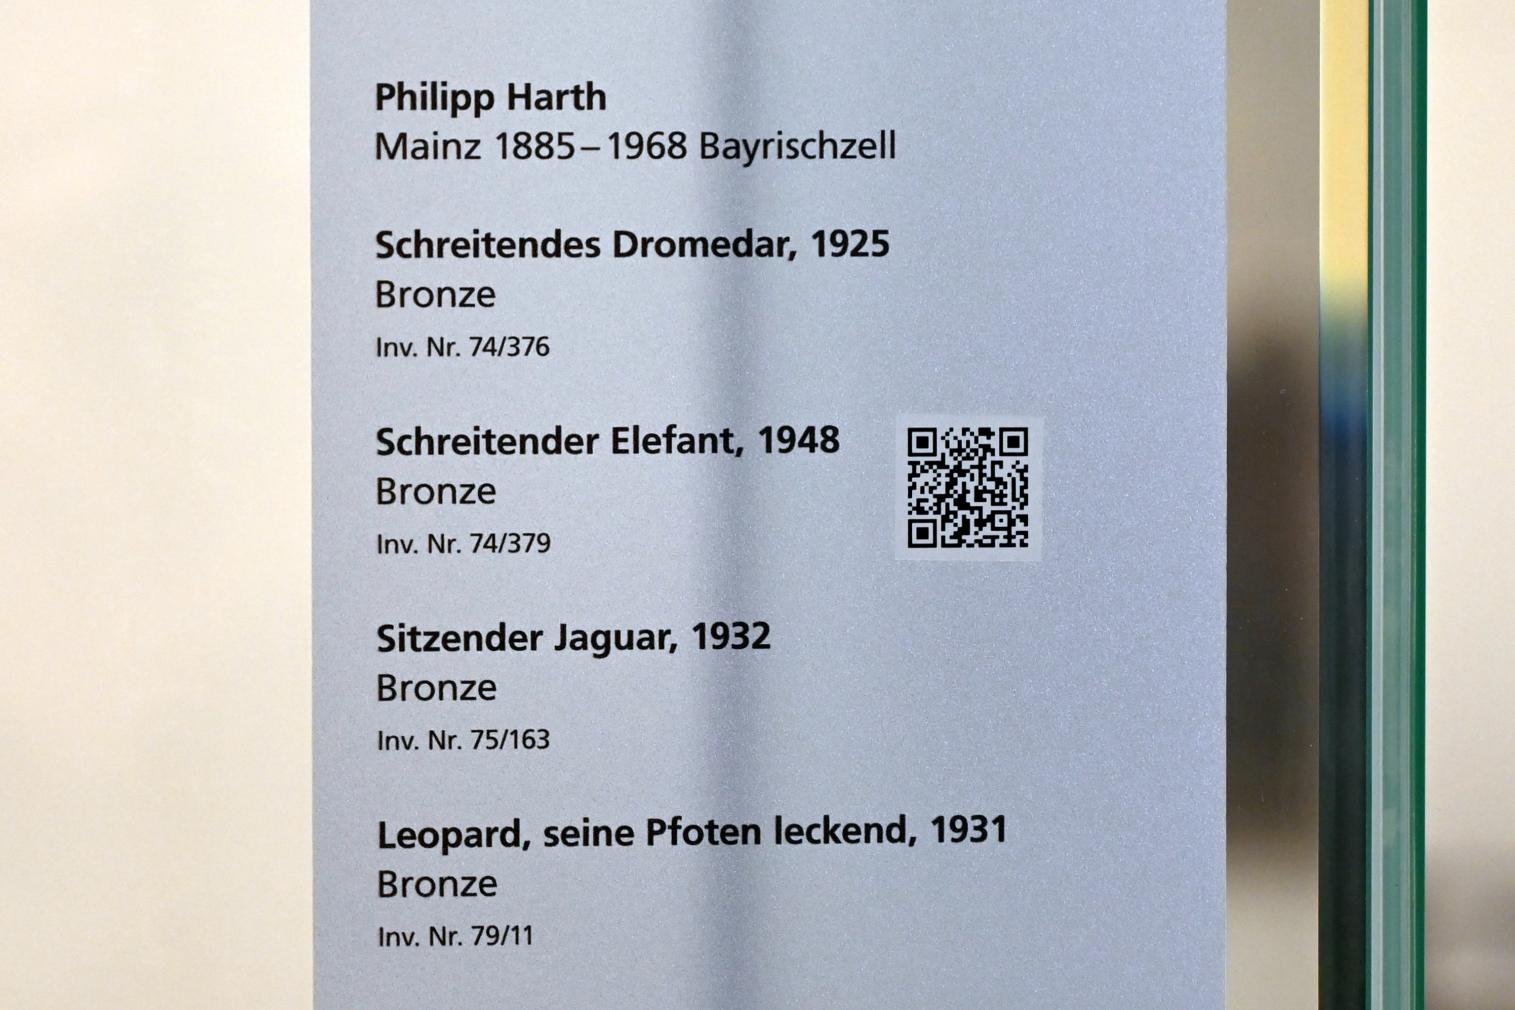 Philipp Harth
Mainz 1885 – 1968 Bayrischzell
Schreitendes Dromedar, 1925
Bronze
Inv. Nr. 74/376
Schreitender Elefant, 1948
Bronze
Inv. Nr. 74/379
Sitzender Jaguar, 1932
Bronze
Inv. Nr. 75/163
Leopard, seine Pfoten leckend, 1931
Bronze
Inv. Nr. 79/11